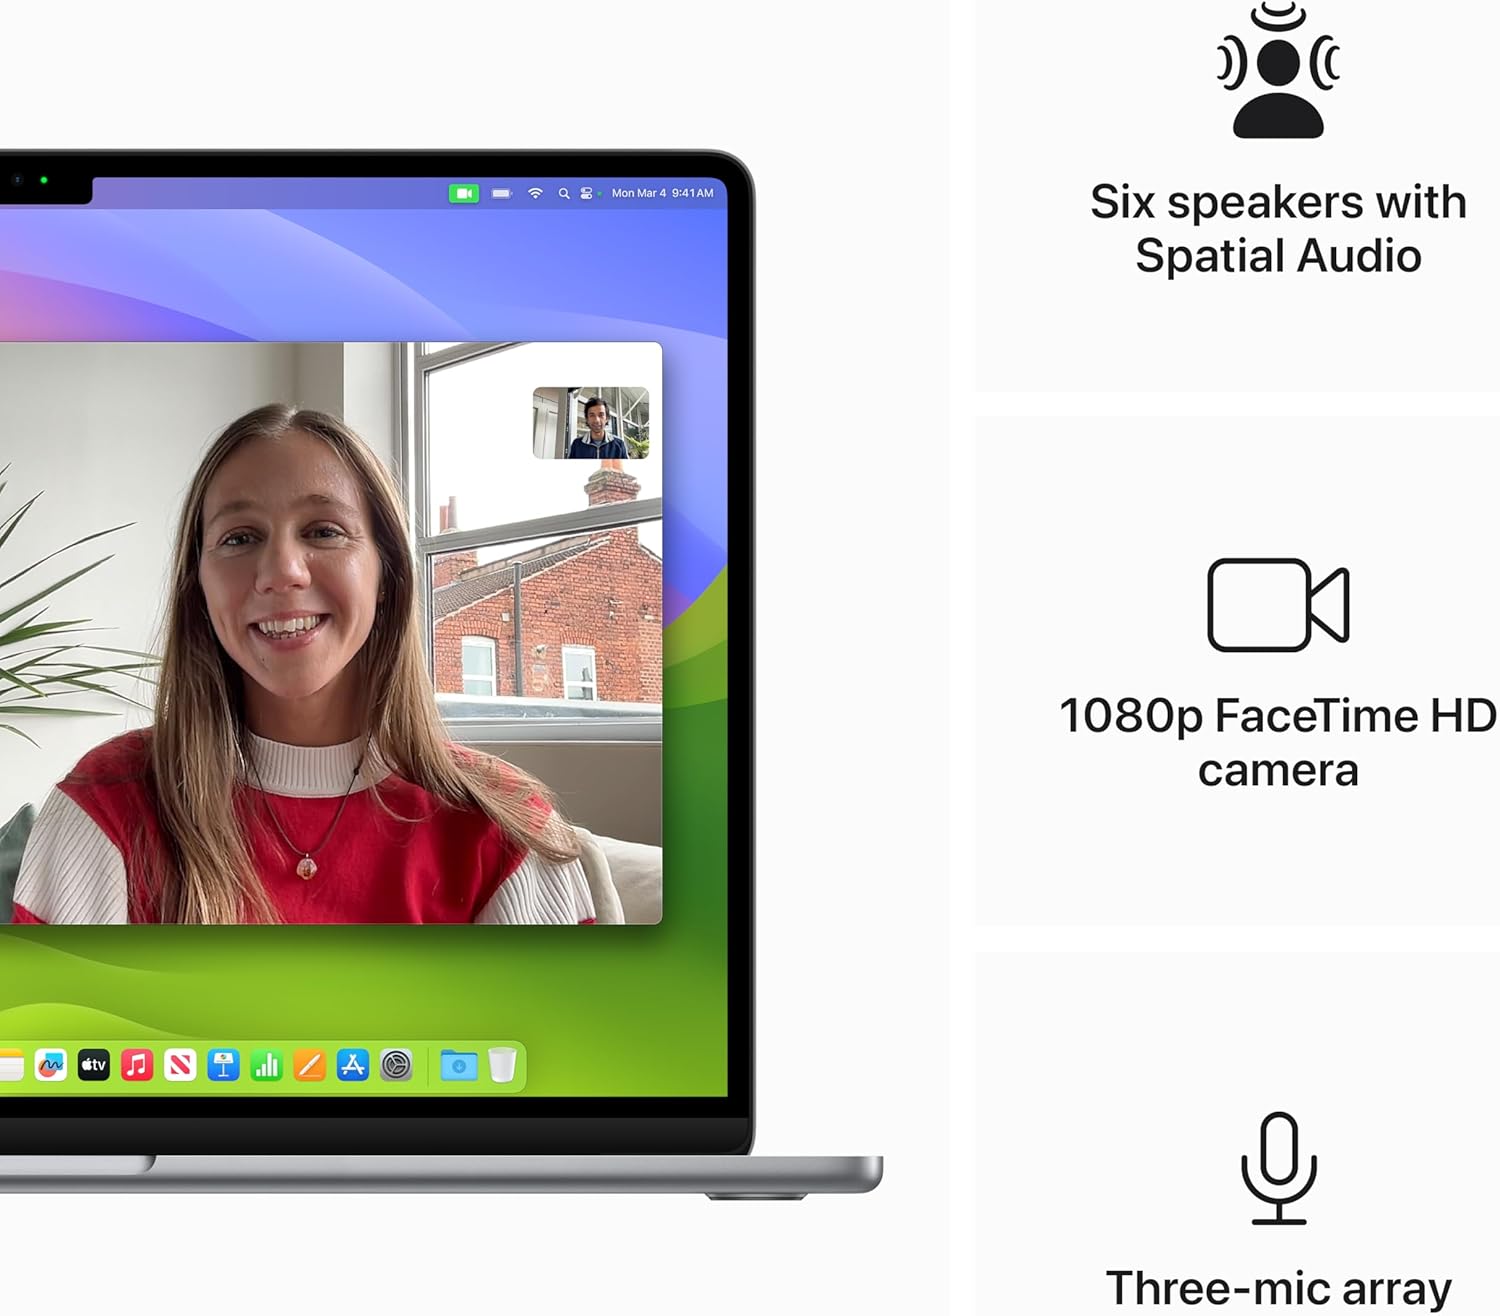 Mon Mar 4 9:41 AM
tv
Six speakers with
Spatial Audio
1080p FaceTime HD
camera
Three-mic array